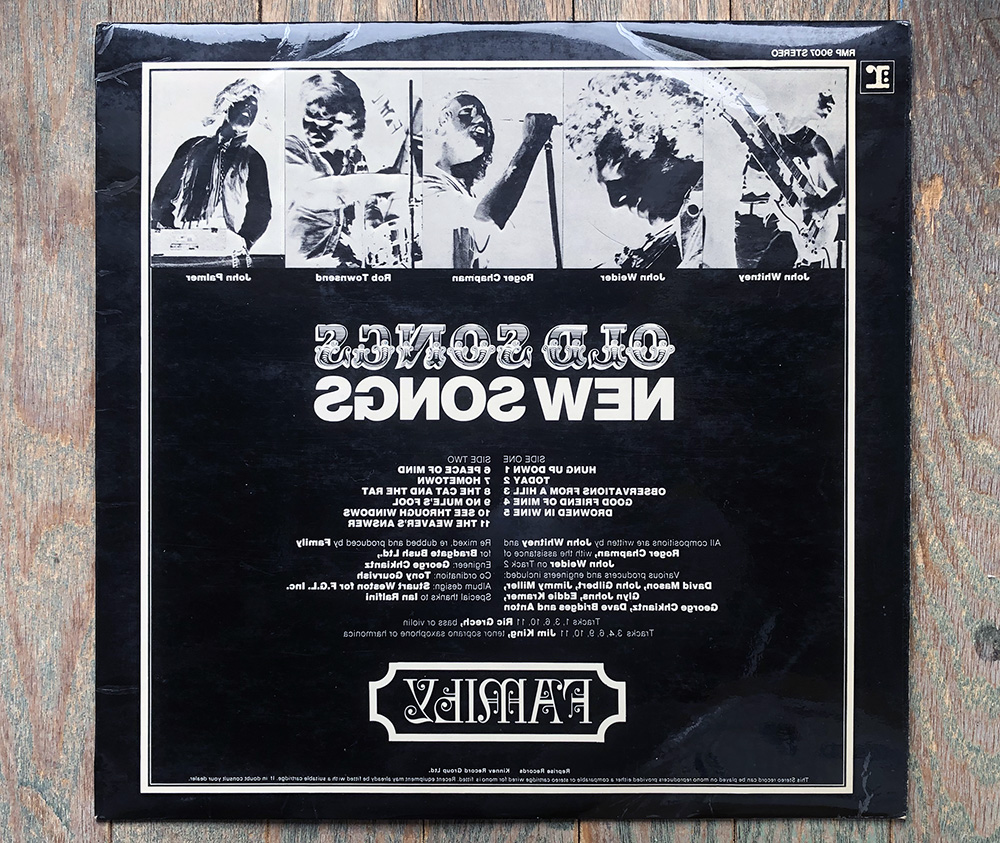 RMP 9007 STEREO
r:
John Whitney
John Weider
Roger Chapman
Rob Townsend
John Palmer
OLD SONGS
NEW SONGS
SIDE ONE
HUNG UP DOWN 1
TODAY 2
OBSERVATIONS FROM A HILL 3
GOOD FRIEND OF MINE 4
DROWNED IN WINE 5
SIDE TWO
6 PEACE OF MIND
7 HOMETOWN
8 THE CAT AND THE RAT
9 NO MULE'S FOOL
10 SEE THROUGH WINDOWS
11 THE WEAVER'S ANSWER
All compositions are written by John Whitney and
Roger Chapman, with the assistance of
John Weider on Track 2
Various producers and engineers included:
David Mason, John Gilbert, Jimmy Miller,
Glyn Johns, Eddie Kramer,
George Chkiantz, Dave Bridges and Anton
Re, mixed, re, dubbed and produced by Family
for Bradgate Bush Ltd.,
Engineer: George Chkiantz
Co ordination: Tony Gourvish
Album design: Stuart Weston for F.G.L. Inc.
Special thanks to Ian Ralfini
Tracks 1, 3, 6, 10, 11 Ric Grech, bass or violin
Tracks 3,4, 6, 9, 10, 11 Jim King, tenor, soprano saxophone or harmonica
FAMILY
Reprise Records Kinney Record Group Ltd.
This Stereo record can be played on mono reproducers provided either a comparable or stereo cartridge wired for mono is fitted. Recent equipment may already be fitted with a suitable cartridge. If in doubt consult your dealer.